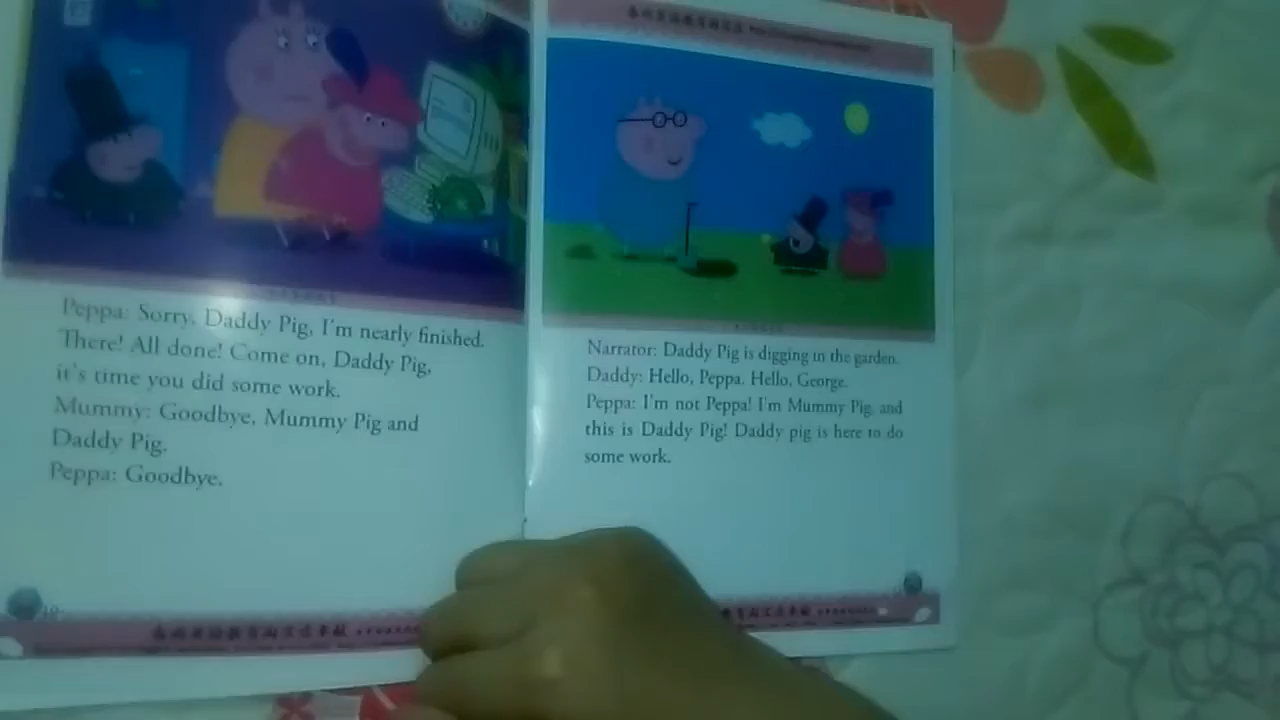 Peppa: Sorry, Daddy Pig, I'm nearly finished.
There! All done! Come on, Daddy Pig,
it's time you did some work.
Mummy: Goodbye, Mummy Pig and
Daddy Pig.
Peppa: Goodbye.
Narrator: Daddy Pig is digging in the garden.
Daddy: Hello, Peppa. Hello, George.
Peppa: I'm not Peppa! I'm Mummy Pig, and
this is Daddy Pig! Daddy pig is here to do
some work.